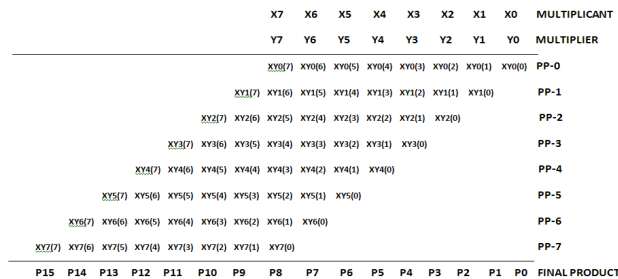 X7 X6 X5 X4 X3 X2 X1 X0 MULTIPLICANT
Y7 Y6 Y5 Y4 Y3 Y2 Y1 Y0 MULTIPLIER
XY0(7) XY0(6) XY0(5) XY0(4) XY0(3) XY0(2) XY0(1) XY0(0) PP-0
XY1(7) XY1(6) XY1(5) XY1(4) XY1(3) XY1(2) XY1(1) XY1(0) PP-1
XY2(7) XY2(6) XY2(5) XY2(4) XY2(3) XY2(2) XY2(1) XY2(0) PP-2
XY3(7) XY3(6) XY3(5) XY3(4) XY3(3) XY3(2) XY3(1) XY3(0) PP-3
XY4(7) XY4(6) XY4(5) XY4(4) XY4(3) XY4(2) XY4(1) XY4(0) PP-4
XY5(7) XY5(6) XY5(5) XY5(4) XY5(3) XY5(2) XY5(1) XY5(0) PP-5
XY6(7) XY6(6) XY6(5) XY6(4) XY6(3) XY6(2) XY6(1) XY6(0) PP-6
XY7(7) XY7(6) XY7(5) XY7(4) XY7(3) XY7(2) XY7(1) XY7(0) PP-7
P15 P14 P13 P12 P11 P10 P9 P8 P7 P6 P5 P4 P3 P2 P1 P0 FINAL PRODUCT